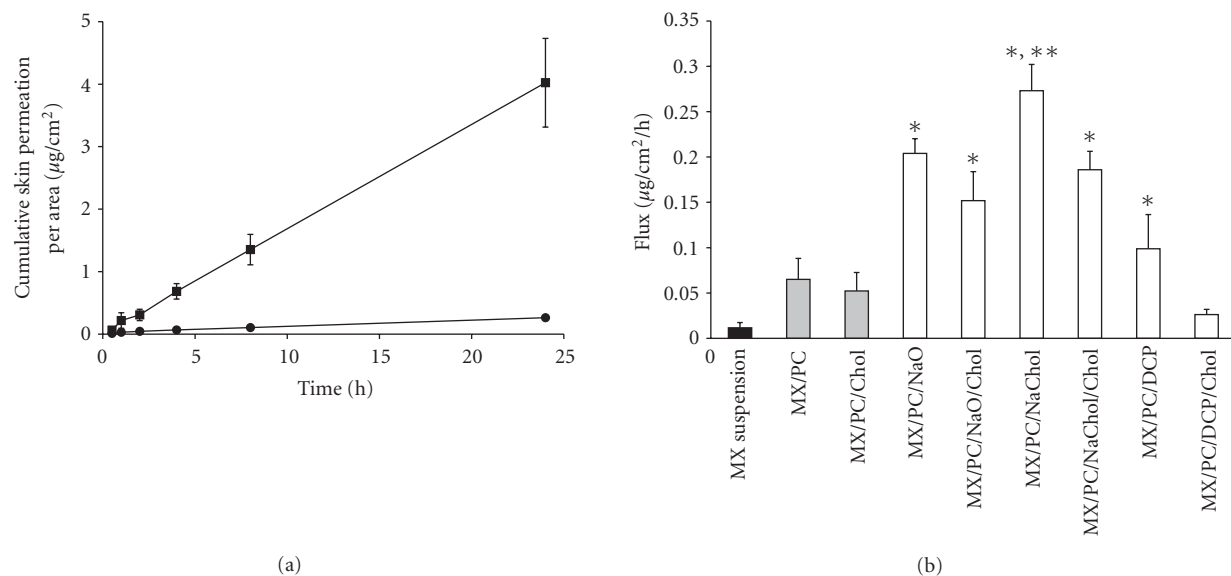 5
4
3
2
1
0
0 5 10 15 20 25
Time (h)
Cumulative skin permeation
per area (µg/cm²)
(a)
0.35
0.3
0.25
0.2
0.15
0.1
0.05
0
0
Flux (µg/cm²/h)
*
*
*, **
*
*
MX suspension
MX/PC
MX/PC/Chol
MX/PC/NaO
MX/PC/NaO/Chol
MX/PC/NaChol
MX/PC/NaChol/Chol
MX/PC/DCP
MX/PC/DCP/Chol
(b)